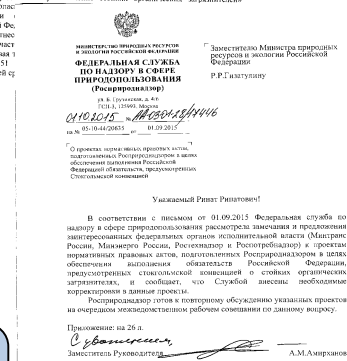 МИНИСТЕРСТВО ПРИРОДНЫХ РЕСУРСОВ
И ЭКОЛОГИИ РОССИЙСКОЙ ФЕДЕРАЦИИ
ФЕДЕРАЛЬНАЯ СЛУЖБА
ПО НАДЗОРУ В СФЕРЕ
ПРИРОДОПОЛЬЗОВАНИЯ
(Росприроднадзор)
ул. Б. Грузинская, д. 4/6
ГСП-3, 125993, Москва
01.10.2015 №
на № 05-10-44/20635 от 01.09.2015
Заместителю Министра природных
ресурсов и экологии Российской
Федерации
Р.Р.Гизатулину
О проектах нормативных правовых актов,
подготовленных Росприроднадзором в целях
обеспечения выполнения Российской
Федерацией обязательств, предусмотренных
Стокгольмской конвенцией
Уважаемый Ринат Ринатович!
В соответствии с письмом от 01.09.2015 Федеральная служба по
надзору в сфере природопользования рассмотрела замечания и предложения
заинтересованных федеральных органов исполнительной власти (Минтранс
России, Минэнерго России, Ростехнадзор и Роспотребнадзор) к проектам
нормативных правовых актов, подготовленных Росприроднадзором в целях
обеспечения выполнения обязательств Российской Федерации,
предусмотренных стокгольмской конвенцией о стойких органических
загрязнителях, и сообщает, что Службой внесены необходимые
корректировки в данные проекты.
Росприроднадзор готов к повторному обсуждению указанных проектов
на очередном межведомственном рабочем совещании по данному вопросу.
Приложение: на 26 л.
С уважением,
Заместитель Руководителя А.М.Амирханов